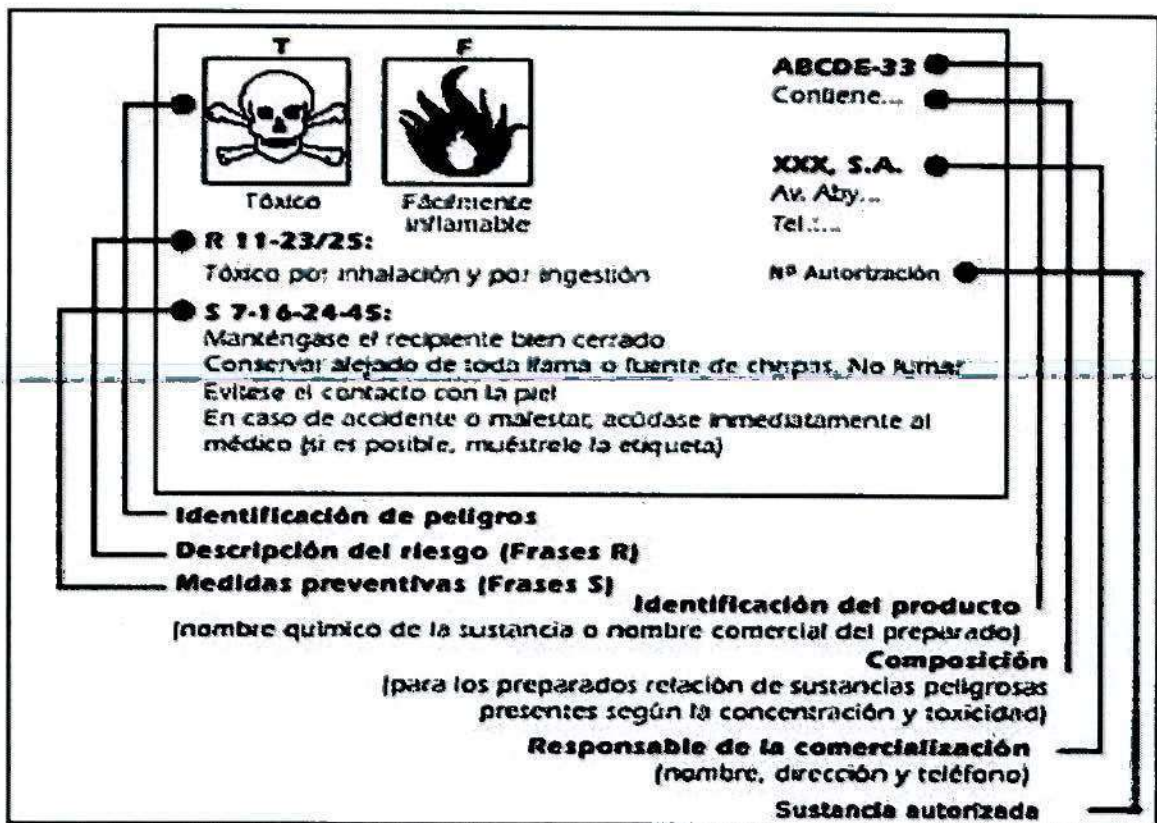 T
F
Tóxico
Fácilmente
inflamable
R 11-23/25:
Tóxico por inhalación y por ingestión
S 7-16-24-45:
Manténgase el recipiente bien cerrado
Conservar alejado de toda llama o fuente de chispas. No fumar
Evítese el contacto con la piel
En caso de accidente o malestar, acúdase inmediatamente al
médico (si es posible, muéstrele la etiqueta)
ABCDE-33
Contiene...
XXX, S.A.
Av. Aby...
Tel.:...
Nº Autorización
Identificación de peligros
Descripción del riesgo (Frases R)
Medidas preventivas (Frases S)
Identificación del producto
(nombre químico de la sustancia o nombre comercial del preparado)
Composición
(para los preparados relación de sustancias peligrosas
presentes según la concentración y toxicidad)
Responsable de la comercialización
(nombre, dirección y teléfono)
Sustancia autorizada